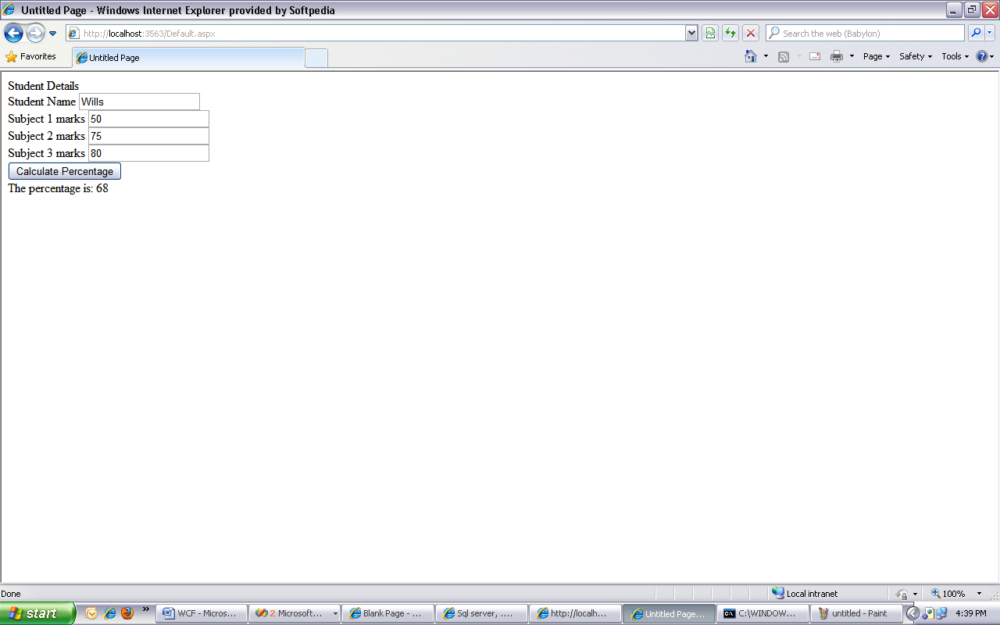 Untitled Page - Windows Internet Explorer provided by Softpedia
http://localhost:3563/Default.aspx
Search the web (Babylon)
Favorites
Untitled Page
Page
Safety
Tools
Student Details
Student Name Wills
Subject 1 marks 50
Subject 2 marks 75
Subject 3 marks 80
Calculate Percentage
The percentage is: 68
Done
Local intranet
100%
start
WCF - Micros...
2 Microsoft...
Blank Page - ...
Sql server, ....
http://localh...
Untitled Page...
C:\WINDOW...
untitled - Paint
4:39 PM